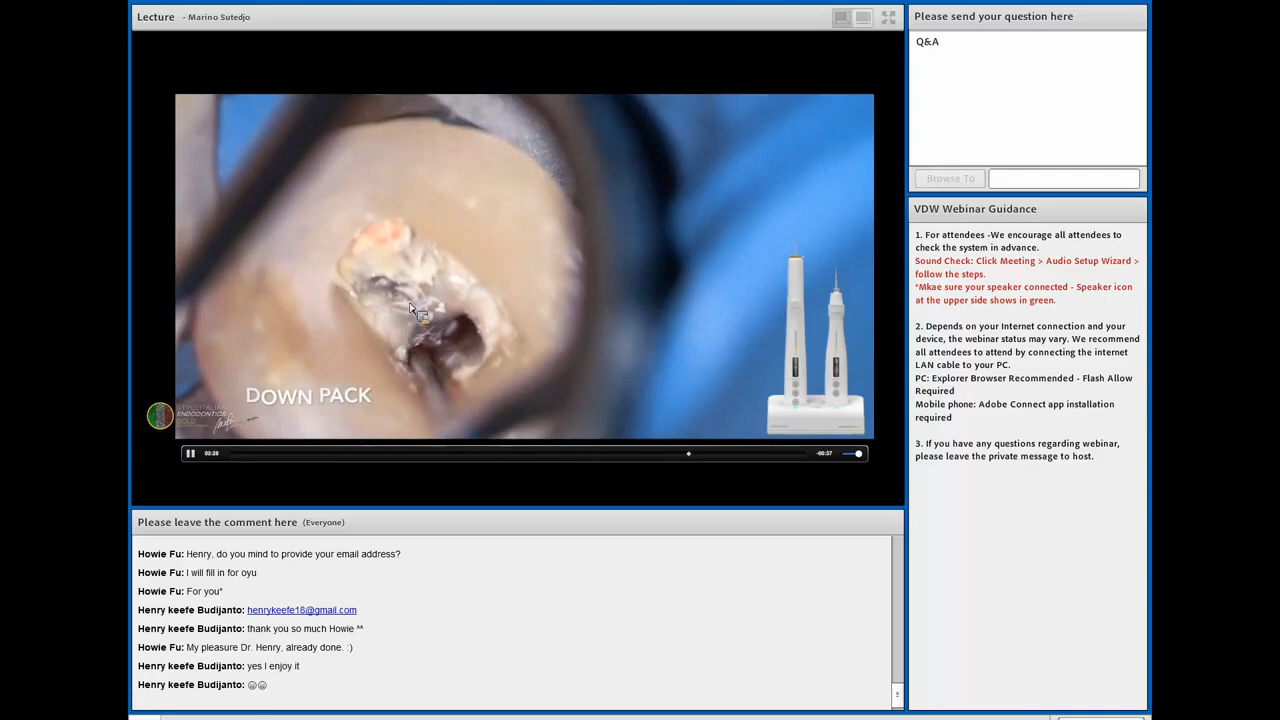 Lecture - Marino Sutedjo
DOWN PACK
STYLEITALIANO
ENDODONTICS
GOLD
02:28
-00:37
Please leave the comment here (Everyone)
Howie Fu: Henry, do you mind to provide your email address?
Howie Fu: I will fill in for oyu
Howie Fu: For you*
Henry keefe Budijanto: henrykeefe18@gmail.com
Henry keefe Budijanto: thank you so much Howie ^^
Howie Fu: My pleasure Dr. Henry, already done. :)
Henry keefe Budijanto: yes I enjoy it
Henry keefe Budijanto: 😄😄
Please send your question here
Q&A
Browse To
VDW Webinar Guidance
1. For attendees -We encourage all attendees to
check the system in advance.
Sound Check: Click Meeting > Audio Setup Wizard >
follow the steps.
*Mkae sure your speaker connected - Speaker icon
at the upper side shows in green.
2. Depends on your Internet connection and your
device, the webinar status may vary. We recommend
all attendees to attend by connecting the internet
LAN cable to your PC.
PC: Explorer Browser Recommended - Flash Allow
Required
Mobile phone: Adobe Connect app installation
required
3. If you have any questions regarding webinar,
please leave the private message to host.